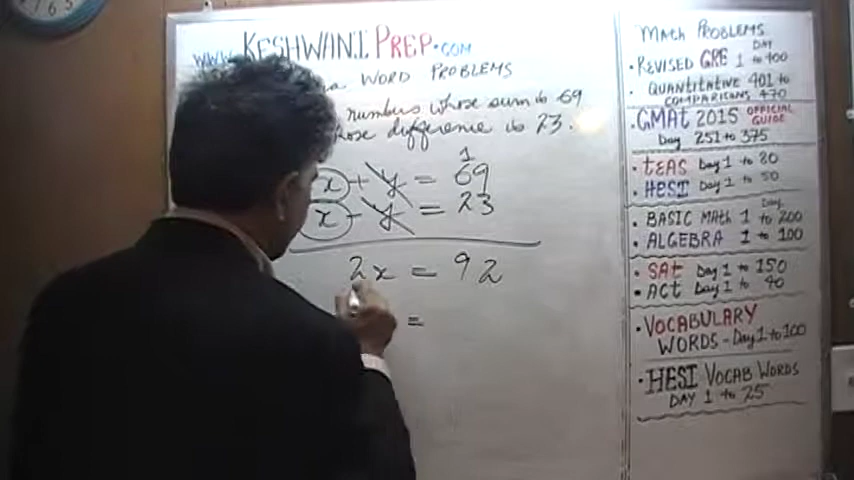 www.KESHWANIPREP.COM
WORD PROBLEMS
numbers whose sum is 69
whose difference is 23.
1
x + y = 69
x - y = 23
2x = 92
=
MATH PROBLEMS
• REVISED GRE DAY 1 to 400
• QUANTITATIVE 401 to
COMPARISONS 470
GMAT 2015 OFFICIAL GUIDE
Day 251 to 375
• TEAS Day 1 to 80
• HESI Day 1 to 50
• BASIC MATH Day 1 to 200
• ALGEBRA 1 to 100
• SAT Day 1 to 150
• ACT Day 1 to 40
• VOCABULARY
WORDS - Day 1 to 100
• HESI VOCAB WORDS
DAY 1 to 25